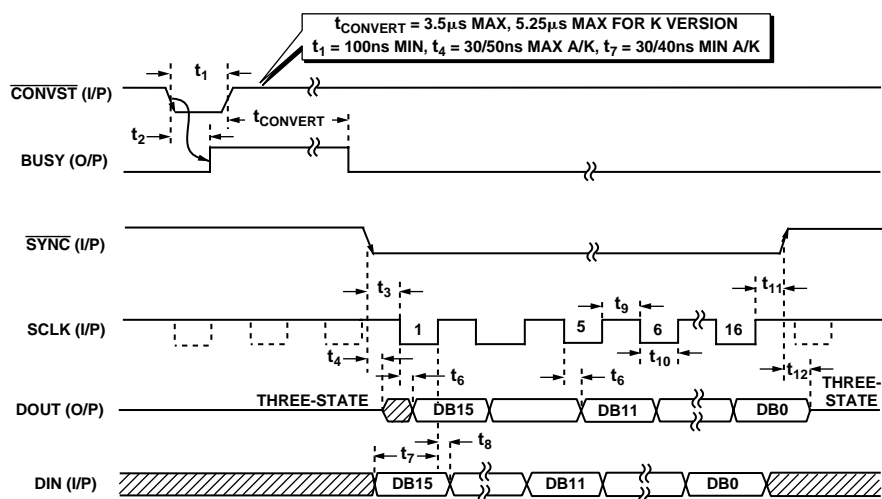 tCONVERT = 3.5µs MAX, 5.25µs MAX FOR K VERSION
t1 = 100ns MIN, t4 = 30/50ns MAX A/K, t7 = 30/40ns MIN A/K
t1
CONVST (I/P)
t2
tCONVERT
BUSY (O/P)
SYNC (I/P)
t3
t9
t11
SCLK (I/P)
1
5
6
16
t4
t6
t6
t10
t12
THREE-STATE
THREE-
STATE
DOUT (O/P)
DB15
DB11
DB0
t7
t8
DIN (I/P)
DB15
DB11
DB0